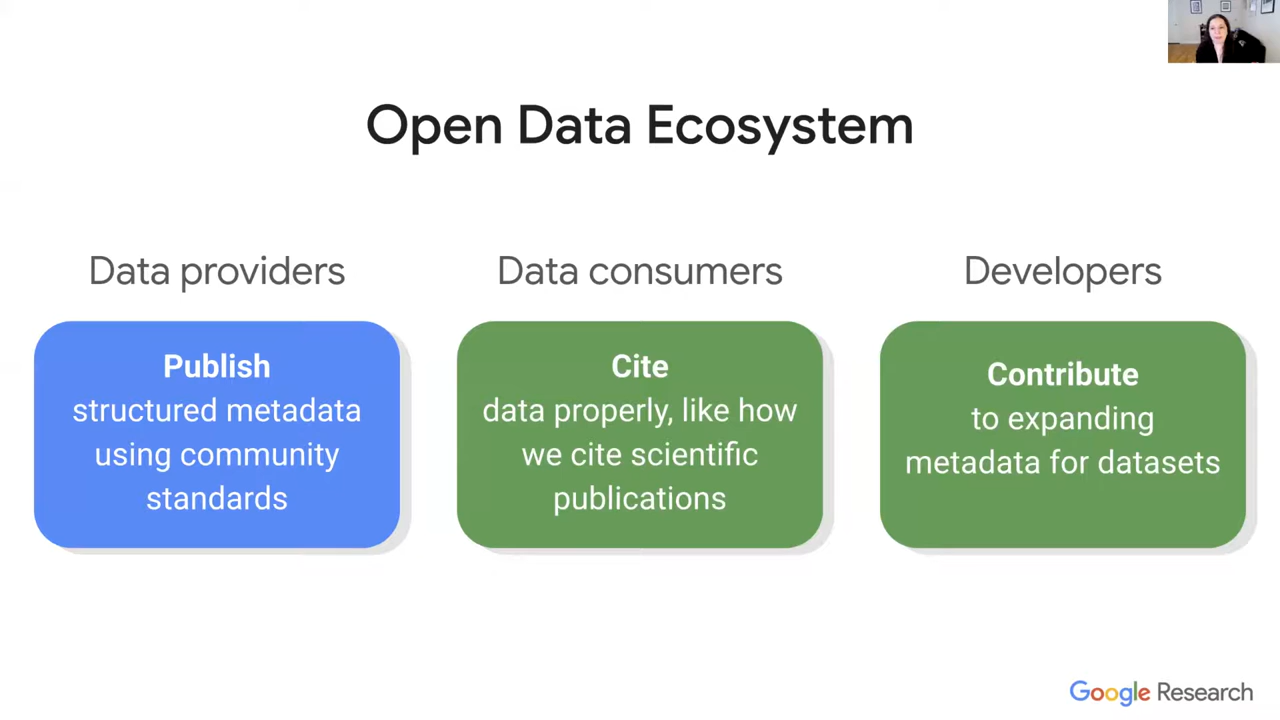 Open Data Ecosystem
Data providers
Publish
structured metadata
using community
standards
Data consumers
Cite
data properly, like how
we cite scientific
publications
Developers
Contribute
to expanding
metadata for datasets
Google Research